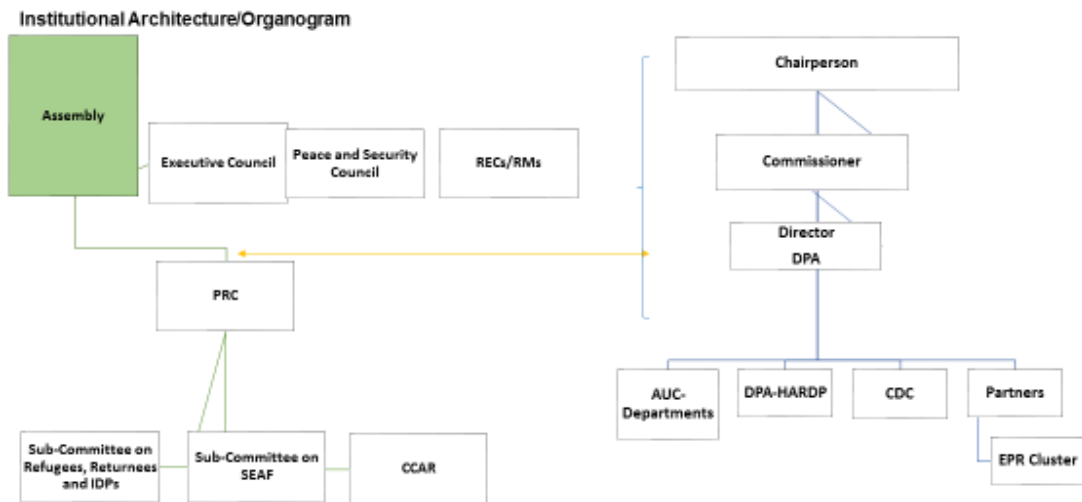 Institutional Architecture/Organogram
Assembly
Executive Council
Peace and Security
Council
RECs/RMs
PRC
Sub-Committee on
Refugees, Returnees
and IDPs
Sub-Committee on
SEAF
CCAR
Chairperson
Commissioner
Director
DPA
AUC-
Departments
DPA-HARDP
CDC
Partners
EPR Cluster